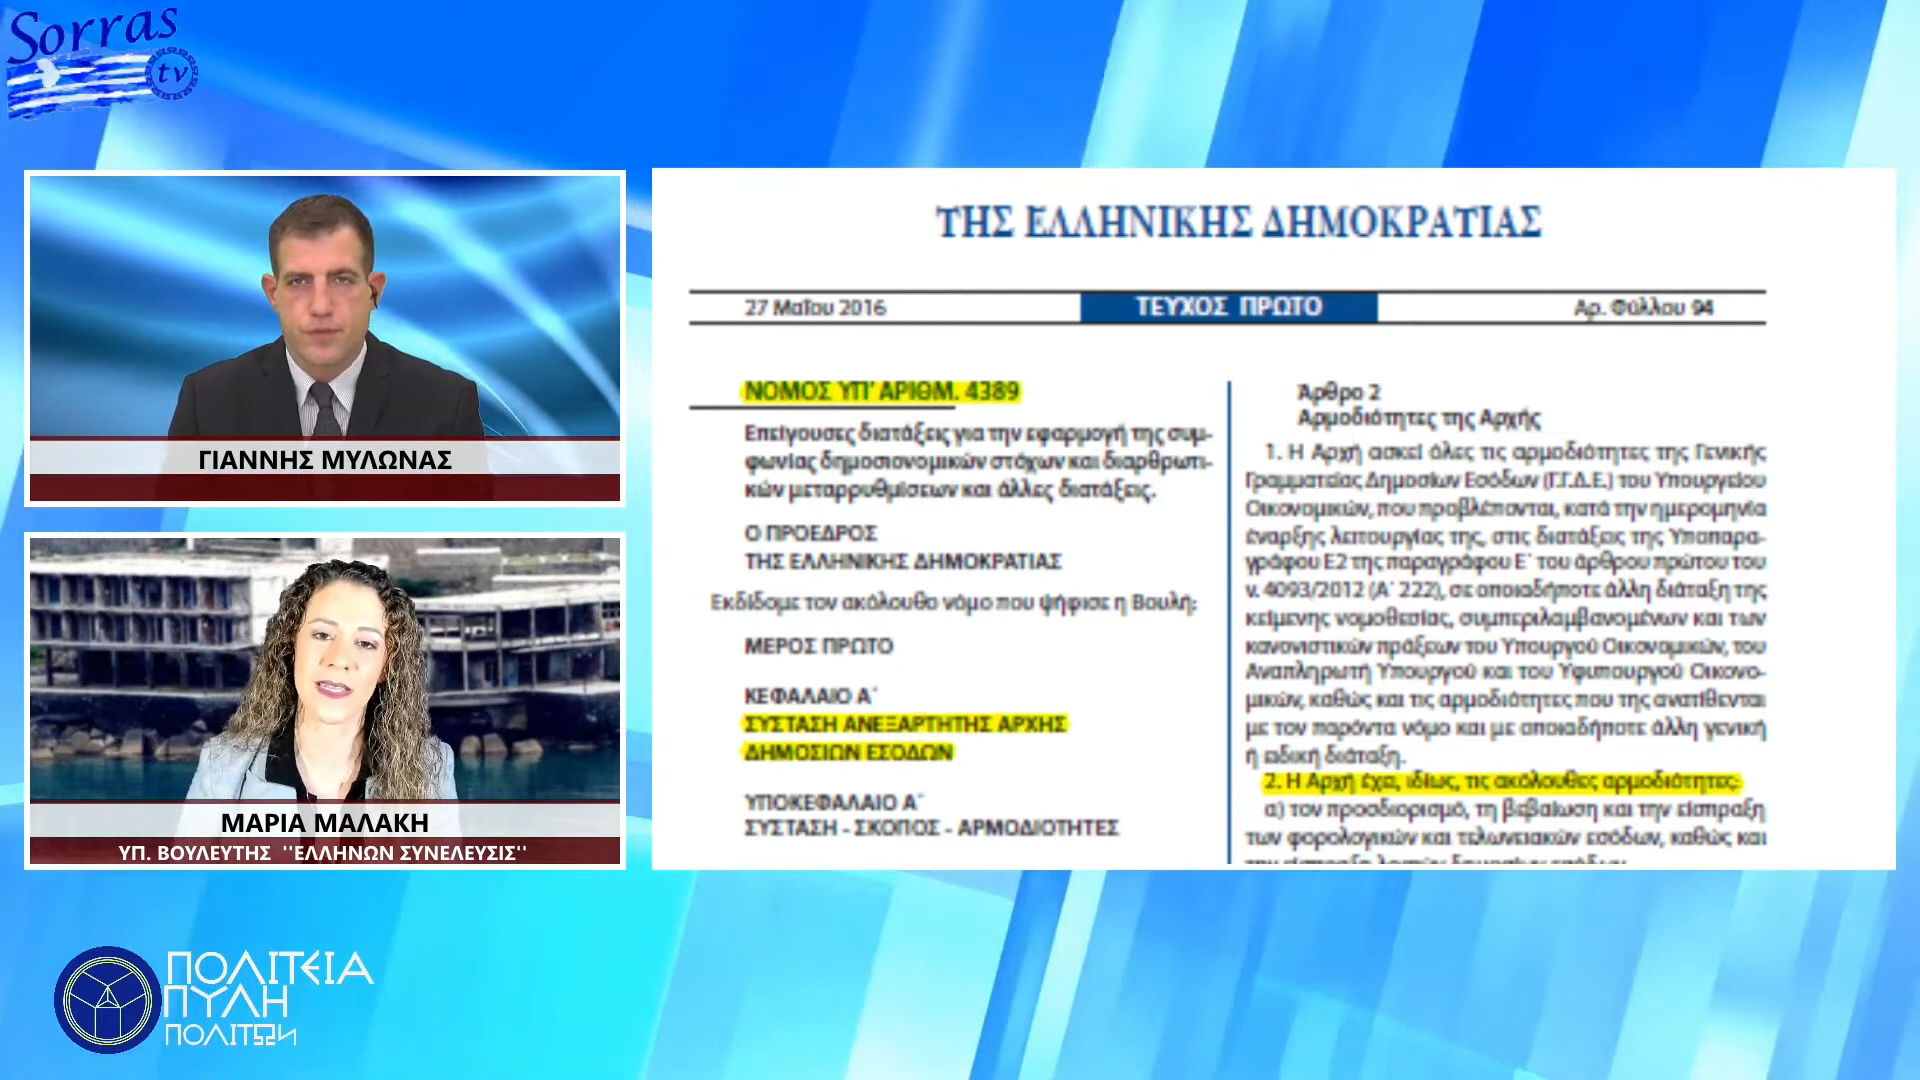 Sorras
tv
ΓΙΑΝΝΗΣ ΜΥΛΩΝΑΣ
ΜΑΡΙΑ ΜΑΛΑΚΗ
ΥΠ. ΒΟΥΛΕΥΤΗΣ ''ΕΛΛΗΝΩΝ ΣΥΝΕΛΕΥΣΙΣ''
ΤΗΣ ΕΛΛΗΝΙΚΗΣ ΔΗΜΟΚΡΑΤΙΑΣ
27 Μαΐου 2016
ΤΕΥΧΟΣ ΠΡΩΤΟ
Αρ. Φύλλου 94
ΝΟΜΟΣ ΥΠ' ΑΡΙΘΜ. 4389
Επείγουσες διατάξεις για την εφαρμογή της συμ-
φωνίας δημοσιονομικών στόχων και διαρθρωτι-
κών μεταρρυθμίσεων και άλλες διατάξεις.
Ο ΠΡΟΕΔΡΟΣ
ΤΗΣ ΕΛΛΗΝΙΚΗΣ ΔΗΜΟΚΡΑΤΙΑΣ
Εκδίδομε τον ακόλουθο νόμο που ψήφισε η Βουλή:
ΜΕΡΟΣ ΠΡΩΤΟ
ΚΕΦΑΛΑΙΟ Α΄
ΣΥΣΤΑΣΗ ΑΝΕΞΑΡΤΗΤΗΣ ΑΡΧΗΣ
ΔΗΜΟΣΙΩΝ ΕΣΟΔΩΝ
ΥΠΟΚΕΦΑΛΑΙΟ Α΄
ΣΥΣΤΑΣΗ - ΣΚΟΠΟΣ - ΑΡΜΟΔΙΟΤΗΤΕΣ
Άρθρο 2
Αρμοδιότητες της Αρχής
1. Η Αρχή ασκεί όλες τις αρμοδιότητες της Γενικής
Γραμματείας Δημοσίων Εσόδων (Γ.Γ.Δ.Ε.) του Υπουργείου
Οικονομικών, που προβλέπονται, κατά την ημερομηνία
έναρξης λειτουργίας της, στις διατάξεις της Υποπαρα-
γράφου Ε2 της παραγράφου Ε΄ του άρθρου πρώτου του
ν. 4093/2012 (Α΄ 222), σε οποιαδήποτε άλλη διάταξη της
κείμενης νομοθεσίας, συμπεριλαμβανομένων και των
κανονιστικών πράξεων του Υπουργού Οικονομικών, του
Αναπληρωτή Υπουργού και του Υφυπουργού Οικονο-
μικών, καθώς και τις αρμοδιότητες που της ανατίθενται
με τον παρόντα νόμο και με οποιαδήποτε άλλη γενική
ή ειδική διάταξη.
2. Η Αρχή έχει, ιδίως, τις ακόλουθες αρμοδιότητες:
α) τον προσδιορισμό, τη βεβαίωση και την είσπραξη
των φορολογικών και τελωνειακών εσόδων, καθώς και
ΠΟΛΙΤΕΙΑ
ΠΥΛΗ
ΠΟΛΙΤΩΝ